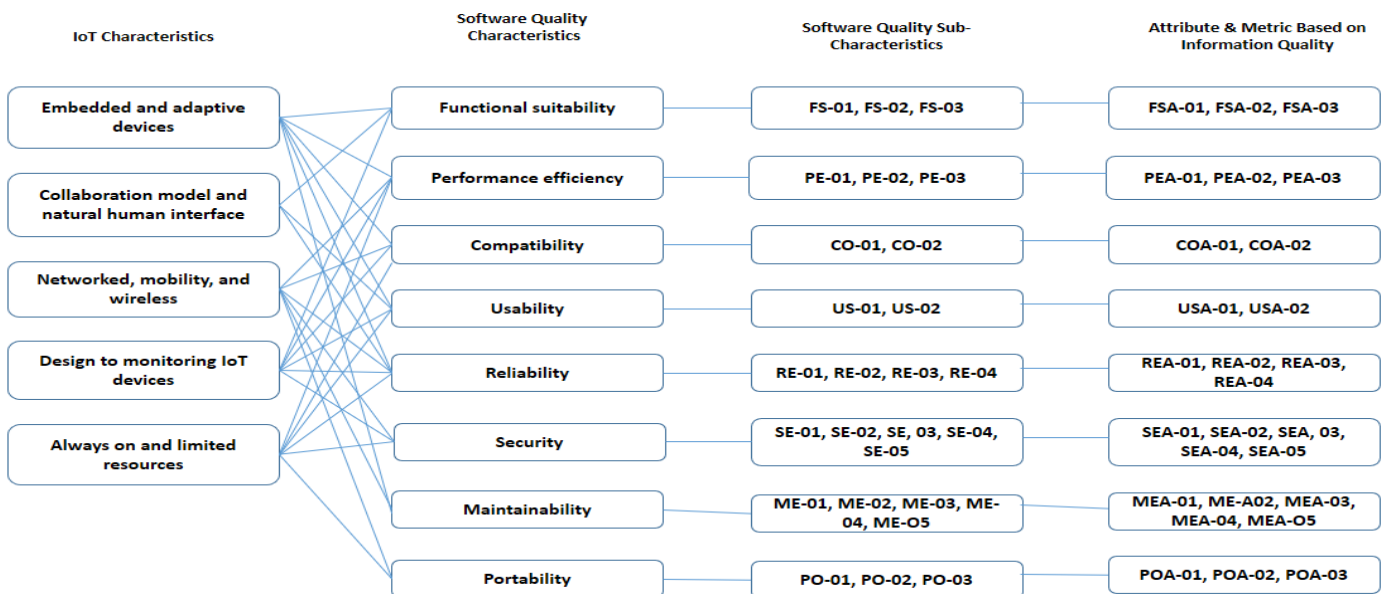 IoT Characteristics
Software Quality
Characteristics
Software Quality Sub-
Characteristics
Attribute & Metric Based on
Information Quality
Embedded and adaptive
devices
Collaboration model and
natural human interface
Networked, mobility, and
wireless
Design to monitoring IoT
devices
Always on and limited
resources
Functional suitability
Performance efficiency
Compatibility
Usability
Reliability
Security
Maintainability
Portability
FS-01, FS-02, FS-03
PE-01, PE-02, PE-03
CO-01, CO-02
US-01, US-02
RE-01, RE-02, RE-03, RE-04
SE-01, SE-02, SE, 03, SE-04,
SE-05
ME-01, ME-02, ME-03, ME-
04, ME-O5
PO-01, PO-02, PO-03
FSA-01, FSA-02, FSA-03
PEA-01, PEA-02, PEA-03
COA-01, COA-02
USA-01, USA-02
REA-01, REA-02, REA-03,
REA-04
SEA-01, SEA-02, SEA, 03,
SEA-04, SEA-05
MEA-01, ME-A02, MEA-03,
MEA-04, MEA-O5
POA-01, POA-02, POA-03